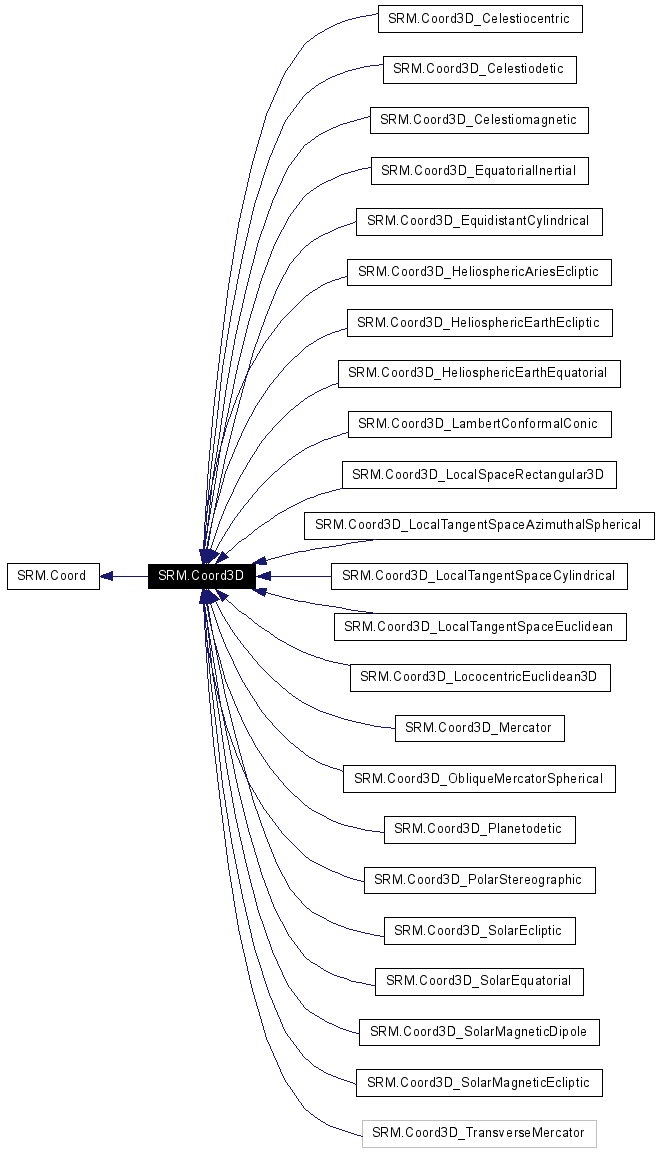 SRM.Coord3D_Celestiocentric
SRM.Coord3D_Celestiodetic
SRM.Coord3D_Celestiomagnetic
SRM.Coord3D_EquatorialInertial
SRM.Coord3D_EquidistantCylindrical
SRM.Coord3D_HeliosphericAriesEcliptic
SRM.Coord3D_HeliosphericEarthEcliptic
SRM.Coord3D_HeliosphericEarthEquatorial
SRM.Coord3D_LambertConformalConic
SRM.Coord3D_LocalSpaceRectangular3D
SRM.Coord3D_LocalTangentSpaceAzimuthalSpherical
SRM.Coord
SRM.Coord3D
SRM.Coord3D_LocalTangentSpaceCylindrical
SRM.Coord3D_LocalTangentSpaceEuclidean
SRM.Coord3D_LococentricEuclidean3D
SRM.Coord3D_Mercator
SRM.Coord3D_ObliqueMercatorSpherical
SRM.Coord3D_Planetodetic
SRM.Coord3D_PolarStereographic
SRM.Coord3D_SolarEcliptic
SRM.Coord3D_SolarEquatorial
SRM.Coord3D_SolarMagneticDipole
SRM.Coord3D_SolarMagneticEcliptic
SRM.Coord3D_TransverseMercator